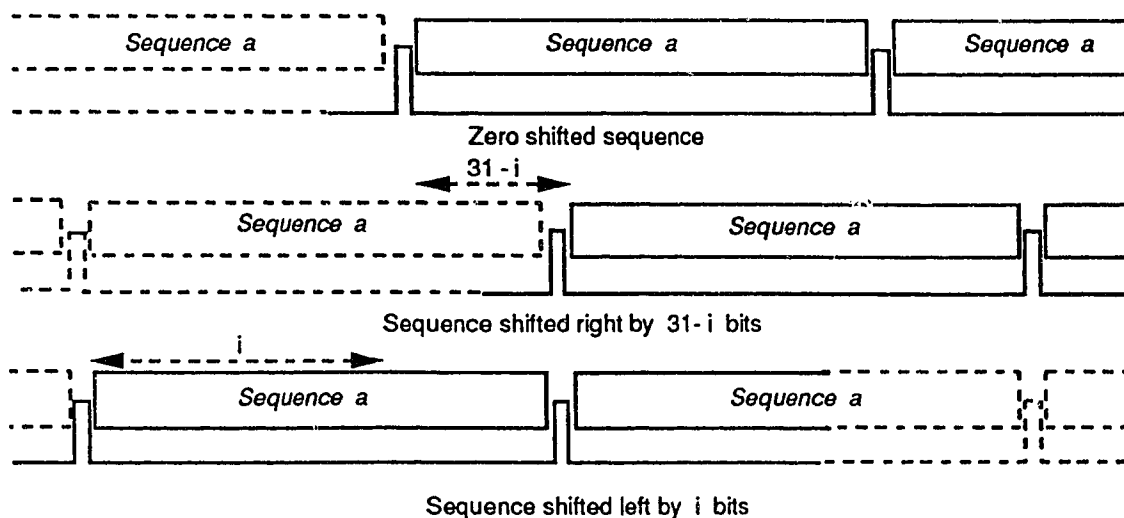 Sequence a Sequence a Sequence a
Zero shifted sequence
31 - i
Sequence a Sequence a
Sequence shifted right by 31- i bits
i
Sequence a Sequence a
Sequence shifted left by i bits